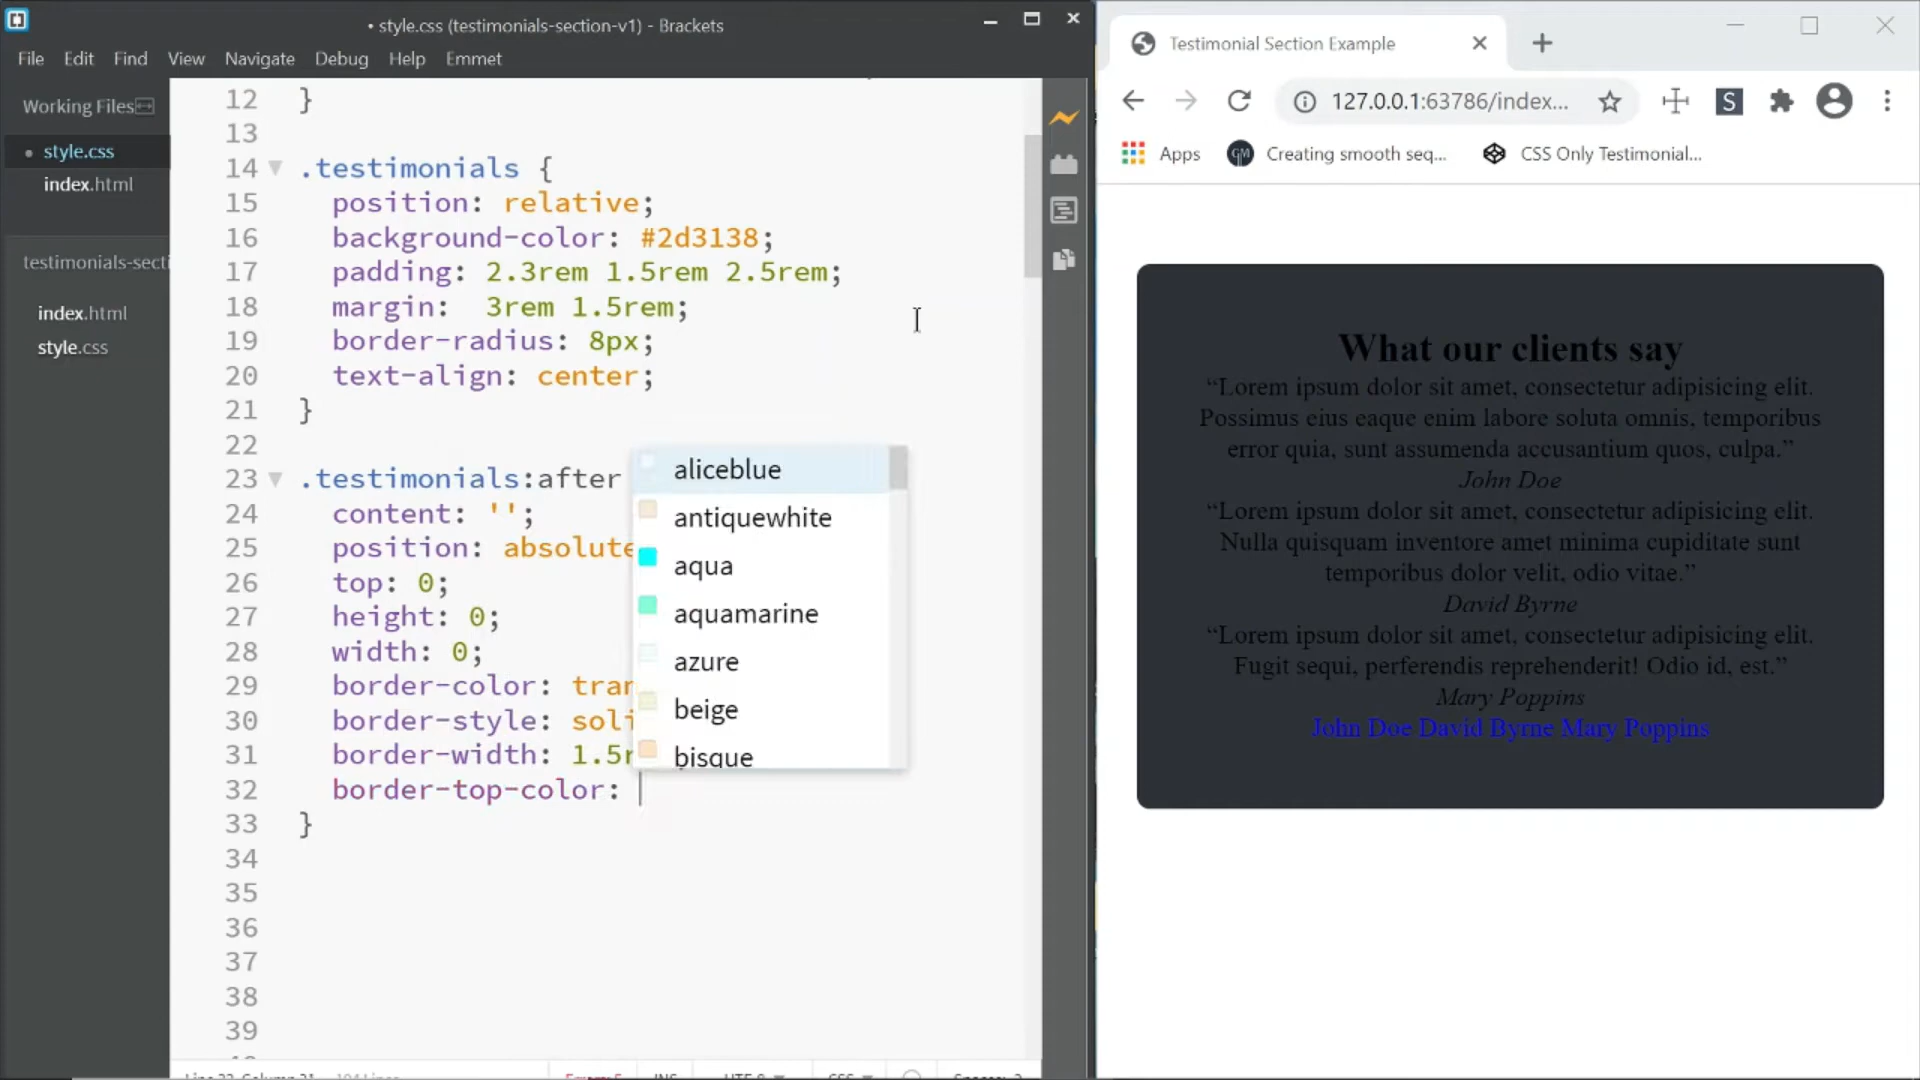 • style.css (testimonials-section-v1) - Brackets
File Edit Find View Navigate Debug Help Emmet
Working Files
• style.css
index.html
testimonials-secti
index.html
style.css
12 }
13
14 .testimonials {
15 position: relative;
16 background-color: #2d3138;
17 padding: 2.3rem 1.5rem 2.5rem;
18 margin: 3rem 1.5rem;
19 border-radius: 8px;
20 text-align: center;
21 }
22
23 .testimonials:after
24 content: '';
25 position: absolute
26 top: 0;
27 height: 0;
28 width: 0;
29 border-color: tran
30 border-style: soli
31 border-width: 1.5r
32 border-top-color:
33 }
34
35
36
37
38
39
aliceblue
antiquewhite
aqua
aquamarine
azure
beige
bisque
Testimonial Section Example
127.0.0.1:63786/index...
S
Apps
GM
Creating smooth seq...
CSS Only Testimonial...
What our clients say
“Lorem ipsum dolor sit amet, consectetur adipisicing elit.
Possimus eius eaque enim labore soluta omnis, temporibus
error quia, sunt assumenda accusantium quos, culpa.”
John Doe
“Lorem ipsum dolor sit amet, consectetur adipisicing elit.
Nulla quisquam inventore amet minima cupiditate sunt
temporibus dolor velit, odio vitae.”
David Byrne
“Lorem ipsum dolor sit amet, consectetur adipisicing elit.
Fugit sequi, perferendis reprehenderit! Odio id, est.”
Mary Poppins
John Doe David Byrne Mary Poppins